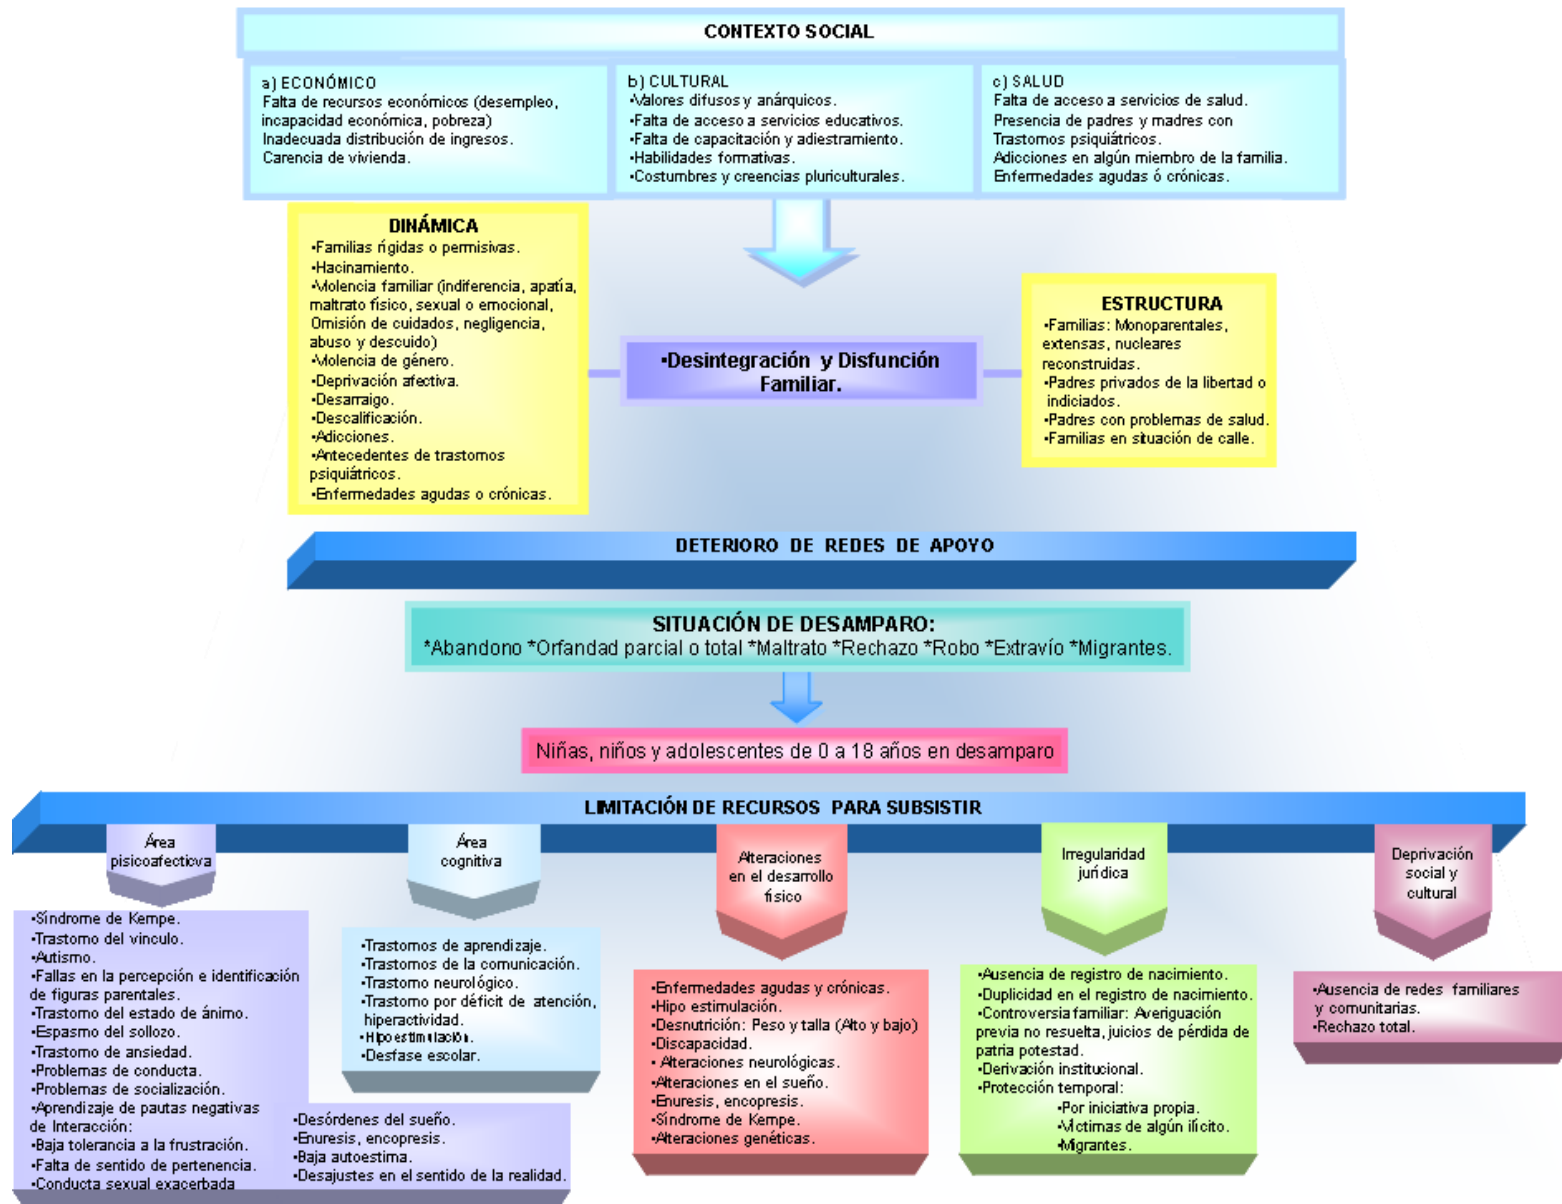 CONTEXTO SOCIAL
a) ECONÓMICO
Falta de recursos económicos (desempleo,
incapacidad económica, pobreza)
Inadecuada distribución de ingresos.
Carencia de vivienda.
b) CULTURAL
•Valores difusos y anárquicos.
•Falta de acceso a servicios educativos.
•Falta de capacitación y adiestramiento.
•Habilidades formativas.
•Costumbres y creencias pluriculturales.
c) SALUD
Falta de acceso a servicios de salud.
Presencia de padres y madres con
Trastornos psiquiátricos.
Adicciones en algún miembro de la familia.
Enfermedades agudas ó crónicas.
DINÁMICA
•Familias rígidas o permisivas.
•Hacinamiento.
•Violencia familiar (indiferencia, apatía,
maltrato físico, sexual o emocional,
Omisión de cuidados, negligencia,
abuso y descuido)
•Violencia de género.
•Deprivación afectiva.
•Desarraigo.
•Descalificación.
•Adicciones.
•Antecedentes de trastornos
psiquiátricos.
•Enfermedades agudas o crónicas.
•Desintegración y Disfunción
Familiar.
ESTRUCTURA
•Familias: Monoparentales,
extensas, nucleares
reconstruidas.
•Padres privados de la libertad o
indiciados.
•Padres con problemas de salud.
•Familias en situación de calle.
DETERIORO DE REDES DE APOYO
SITUACIÓN DE DESAMPARO:
*Abandono *Orfandad parcial o total *Maltrato *Rechazo *Robo *Extravío *Migrantes.
Niñas, niños y adolescentes de 0 a 18 años en desamparo
LIMITACIÓN DE RECURSOS PARA SUBSISTIR
Área
pisicoafecticva
•Síndrome de Kempe.
•Trastorno del vinculo.
•Autismo.
•Fallas en la percepción e identificación
de figuras parentales.
•Trastorno del estado de ánimo.
•Espasmo del sollozo.
•Trastorno de ansiedad.
•Problemas de conducta.
•Problemas de socialización.
•Aprendizaje de pautas negativas
de Interacción:
•Baja tolerancia a la frustración.
•Falta de sentido de pertenencia.
•Conducta sexual exacerbada
•Desórdenes del sueño.
•Enuresis, encopresis.
•Baja autoestima.
•Desajustes en el sentido de la realidad.
Área
cognitiva
•Trastornos de aprendizaje.
•Trastornos de la comunicación.
•Trastorno neurológico.
•Trastorno por déficit de atención,
hiperactividad.
•Hipoestimulación.
•Desfase escolar.
Alteraciones
en el desarrollo
físico
•Enfermedades agudas y crónicas.
•Hipo estimulación.
•Desnutrición: Peso y talla (Alto y bajo)
•Discapacidad.
• Alteraciones neurológicas.
•Alteraciones en el sueño.
•Enuresis, encopresis.
•Síndrome de Kempe.
•Alteraciones genéticas.
Irregularidad
jurídica
•Ausencia de registro de nacimiento.
•Duplicidad en el registro de nacimiento.
•Controversia familiar: Averiguación
previa no resuelta, juicios de pérdida de
patria potestad.
•Derivación institucional.
•Protección temporal:
•Por iniciativa propia.
•Víctimas de algún ilícito.
•Migrantes.
Deprivación
social y
cultural
•Ausencia de redes familiares
y comunitarias.
•Rechazo total.